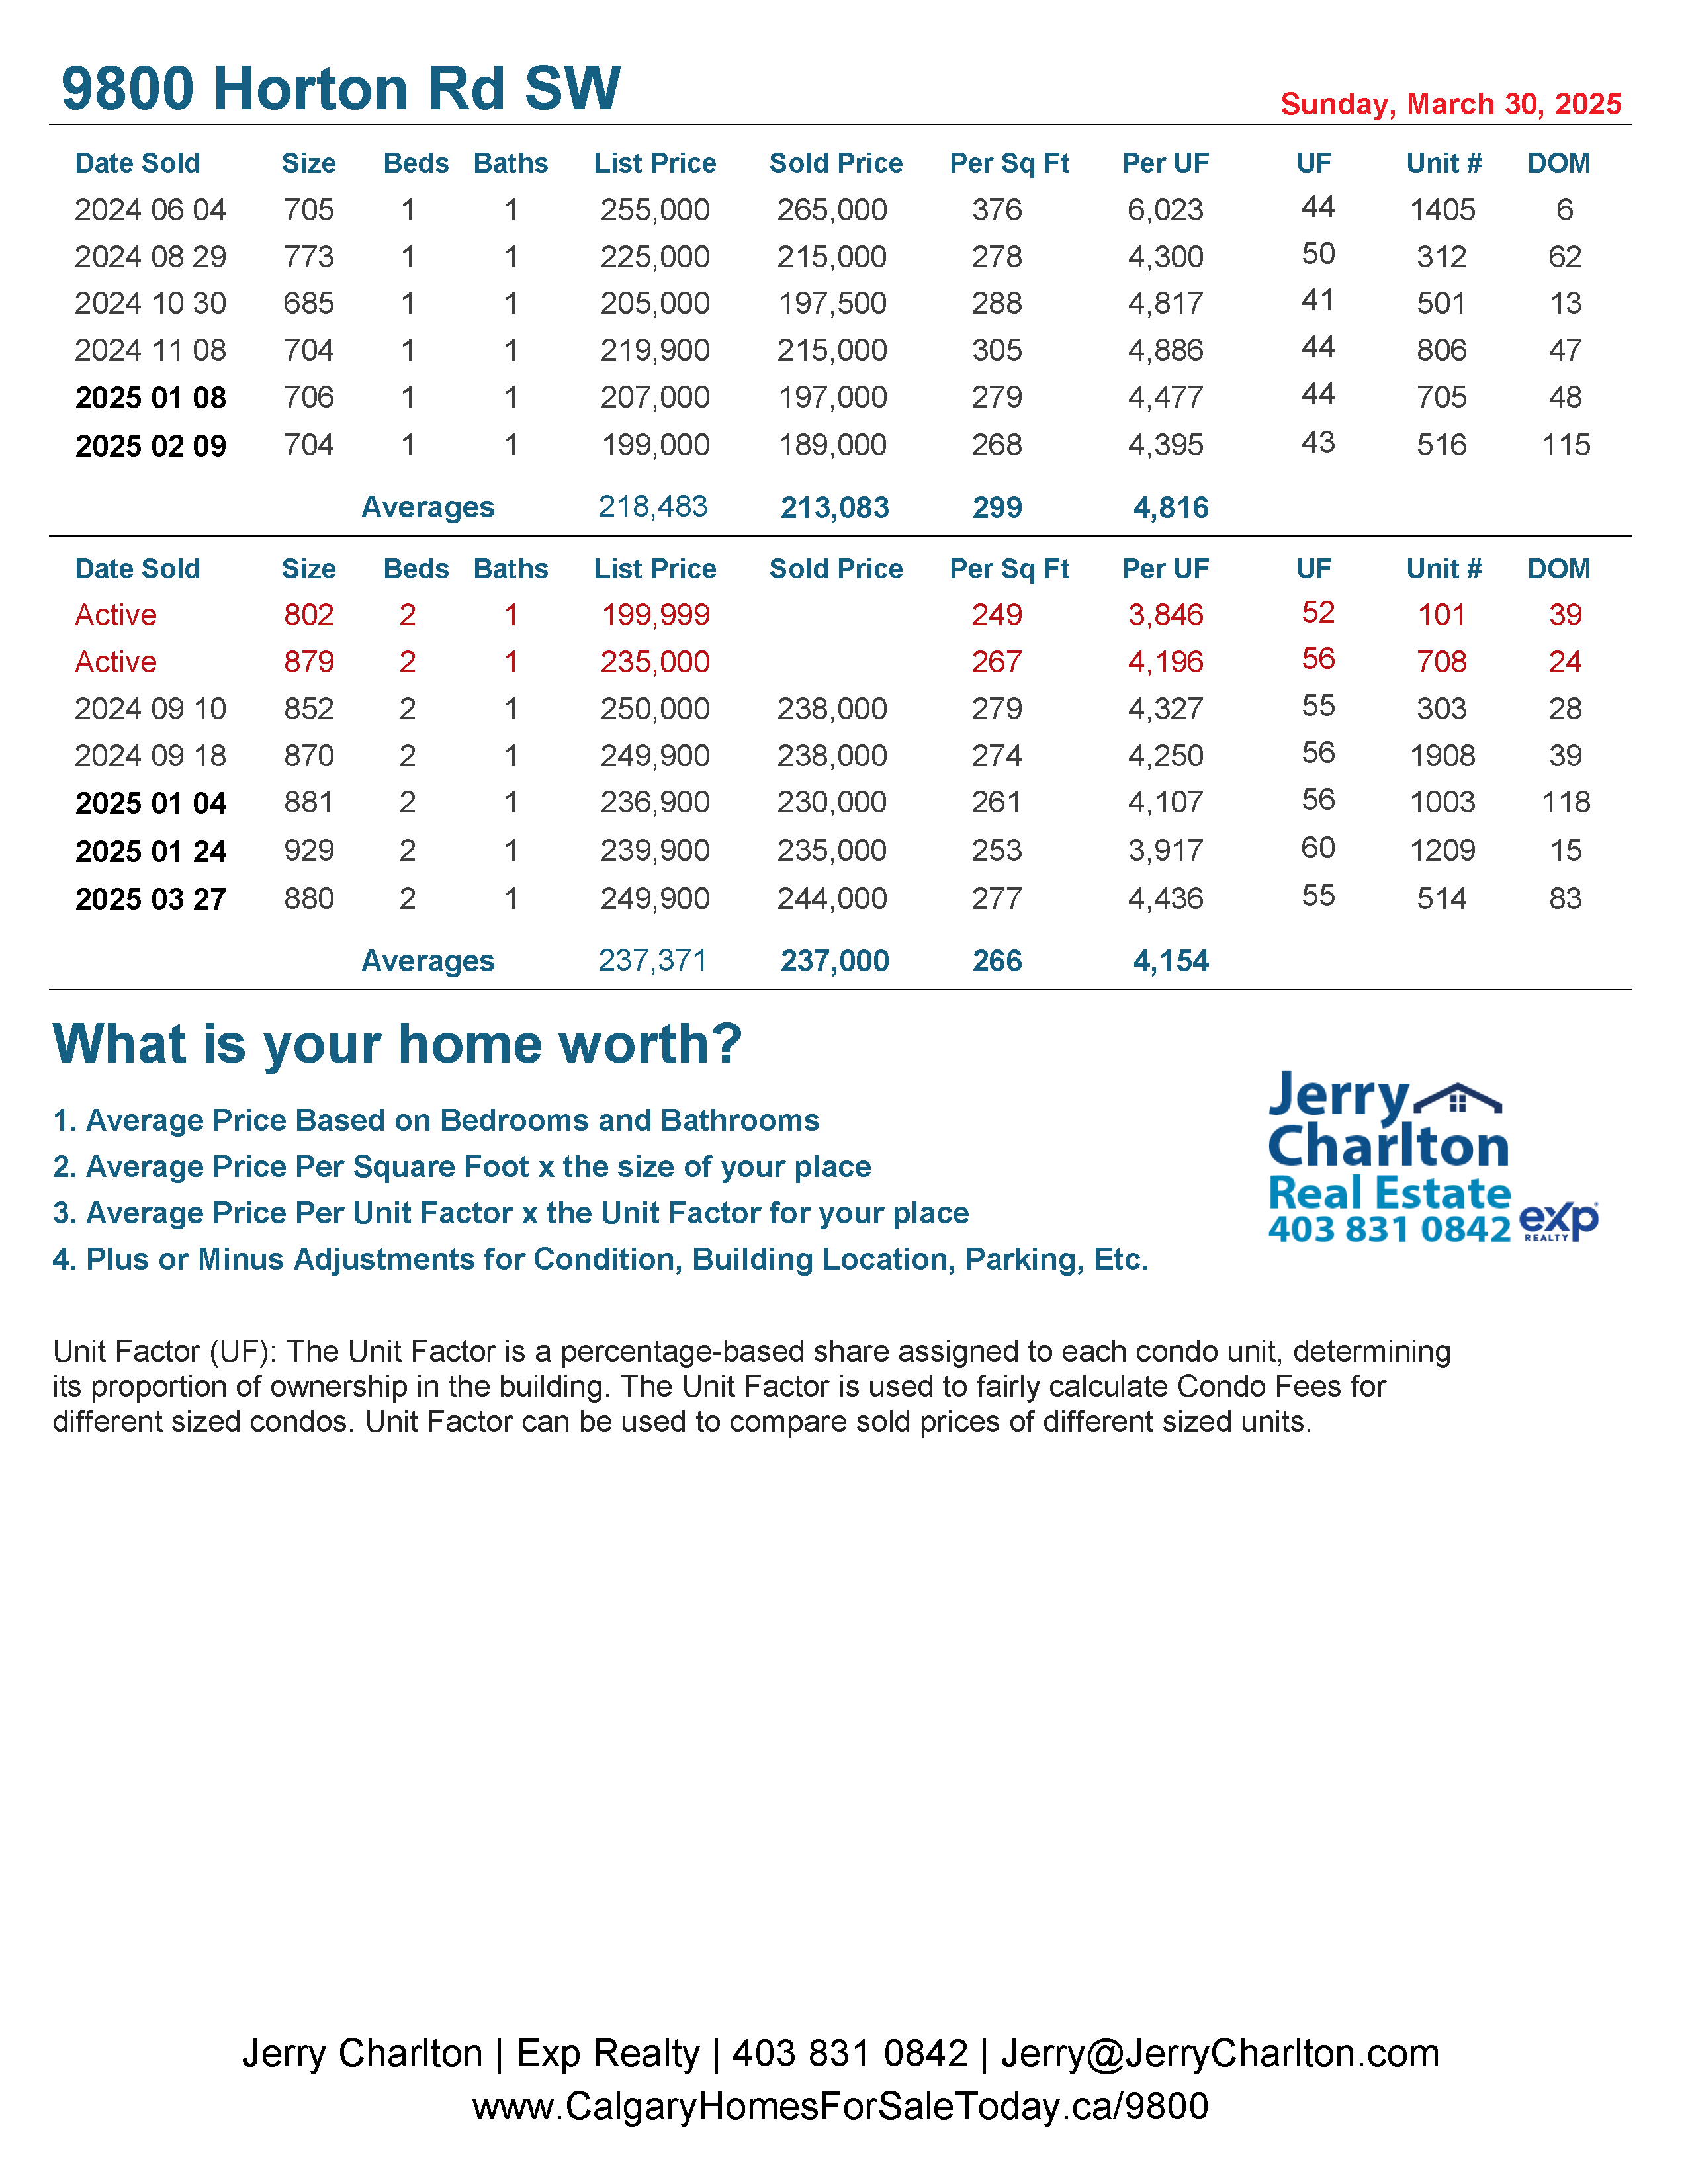 9800 Horton Rd SW
Sunday, March 30, 2025
Date Sold Size Beds Baths List Price Sold Price Per Sq Ft Per UF UF Unit # DOM
2024 06 04 705 1 1 255,000 265,000 376 6,023 44 1405 6
2024 08 29 773 1 1 225,000 215,000 278 4,300 50 312 62
2024 10 30 685 1 1 205,000 197,500 288 4,817 41 501 13
2024 11 08 704 1 1 219,900 215,000 305 4,886 44 806 47
2025 01 08 706 1 1 207,000 197,000 279 4,477 44 705 48
2025 02 09 704 1 1 199,000 189,000 268 4,395 43 516 115
Averages 218,483 213,083 299 4,816
Date Sold Size Beds Baths List Price Sold Price Per Sq Ft Per UF UF Unit # DOM
Active 802 2 1 199,999 249 3,846 52 101 39
Active 879 2 1 235,000 267 4,196 56 708 24
2024 09 10 852 2 1 250,000 238,000 279 4,327 55 303 28
2024 09 18 870 2 1 249,900 238,000 274 4,250 56 1908 39
2025 01 04 881 2 1 236,900 230,000 261 4,107 56 1003 118
2025 01 24 929 2 1 239,900 235,000 253 3,917 60 1209 15
2025 03 27 880 2 1 249,900 244,000 277 4,436 55 514 83
Averages 237,371 237,000 266 4,154
What is your home worth?
1. Average Price Based on Bedrooms and Bathrooms
2. Average Price Per Square Foot x the size of your place
3. Average Price Per Unit Factor x the Unit Factor for your place
4. Plus or Minus Adjustments for Condition, Building Location, Parking, Etc.
Jerry
Charlton
Real Estate
403 831 0842
exp
REALTY
Unit Factor (UF): The Unit Factor is a percentage-based share assigned to each condo unit, determining
its proportion of ownership in the building. The Unit Factor is used to fairly calculate Condo Fees for
different sized condos. Unit Factor can be used to compare sold prices of different sized units.
Jerry Charlton | Exp Realty | 403 831 0842 | Jerry@JerryCharlton.com
www.CalgaryHomesForSaleToday.ca/9800